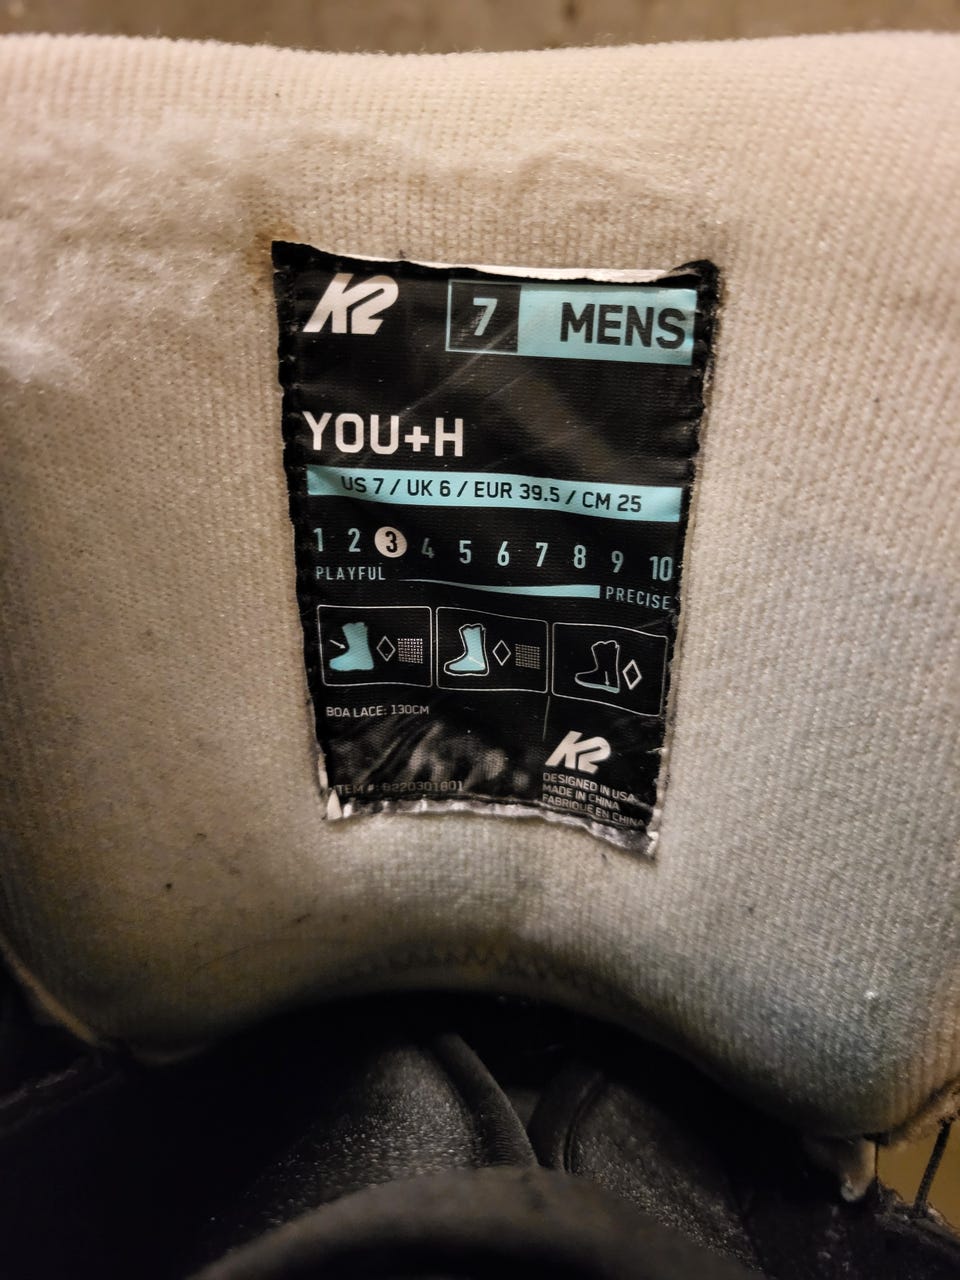 K2 7 MENS
YOU+H
US 7 / UK 6 / EUR 39.5 / CM 25
1 2 3 4 5 6 7 8 9 10
PLAYFUL PRECISE
BOA LACE: 130CM
K2
ITEM #: B220301801
DESIGNED IN USA
MADE IN CHINA
FABRIQUE EN CHINA